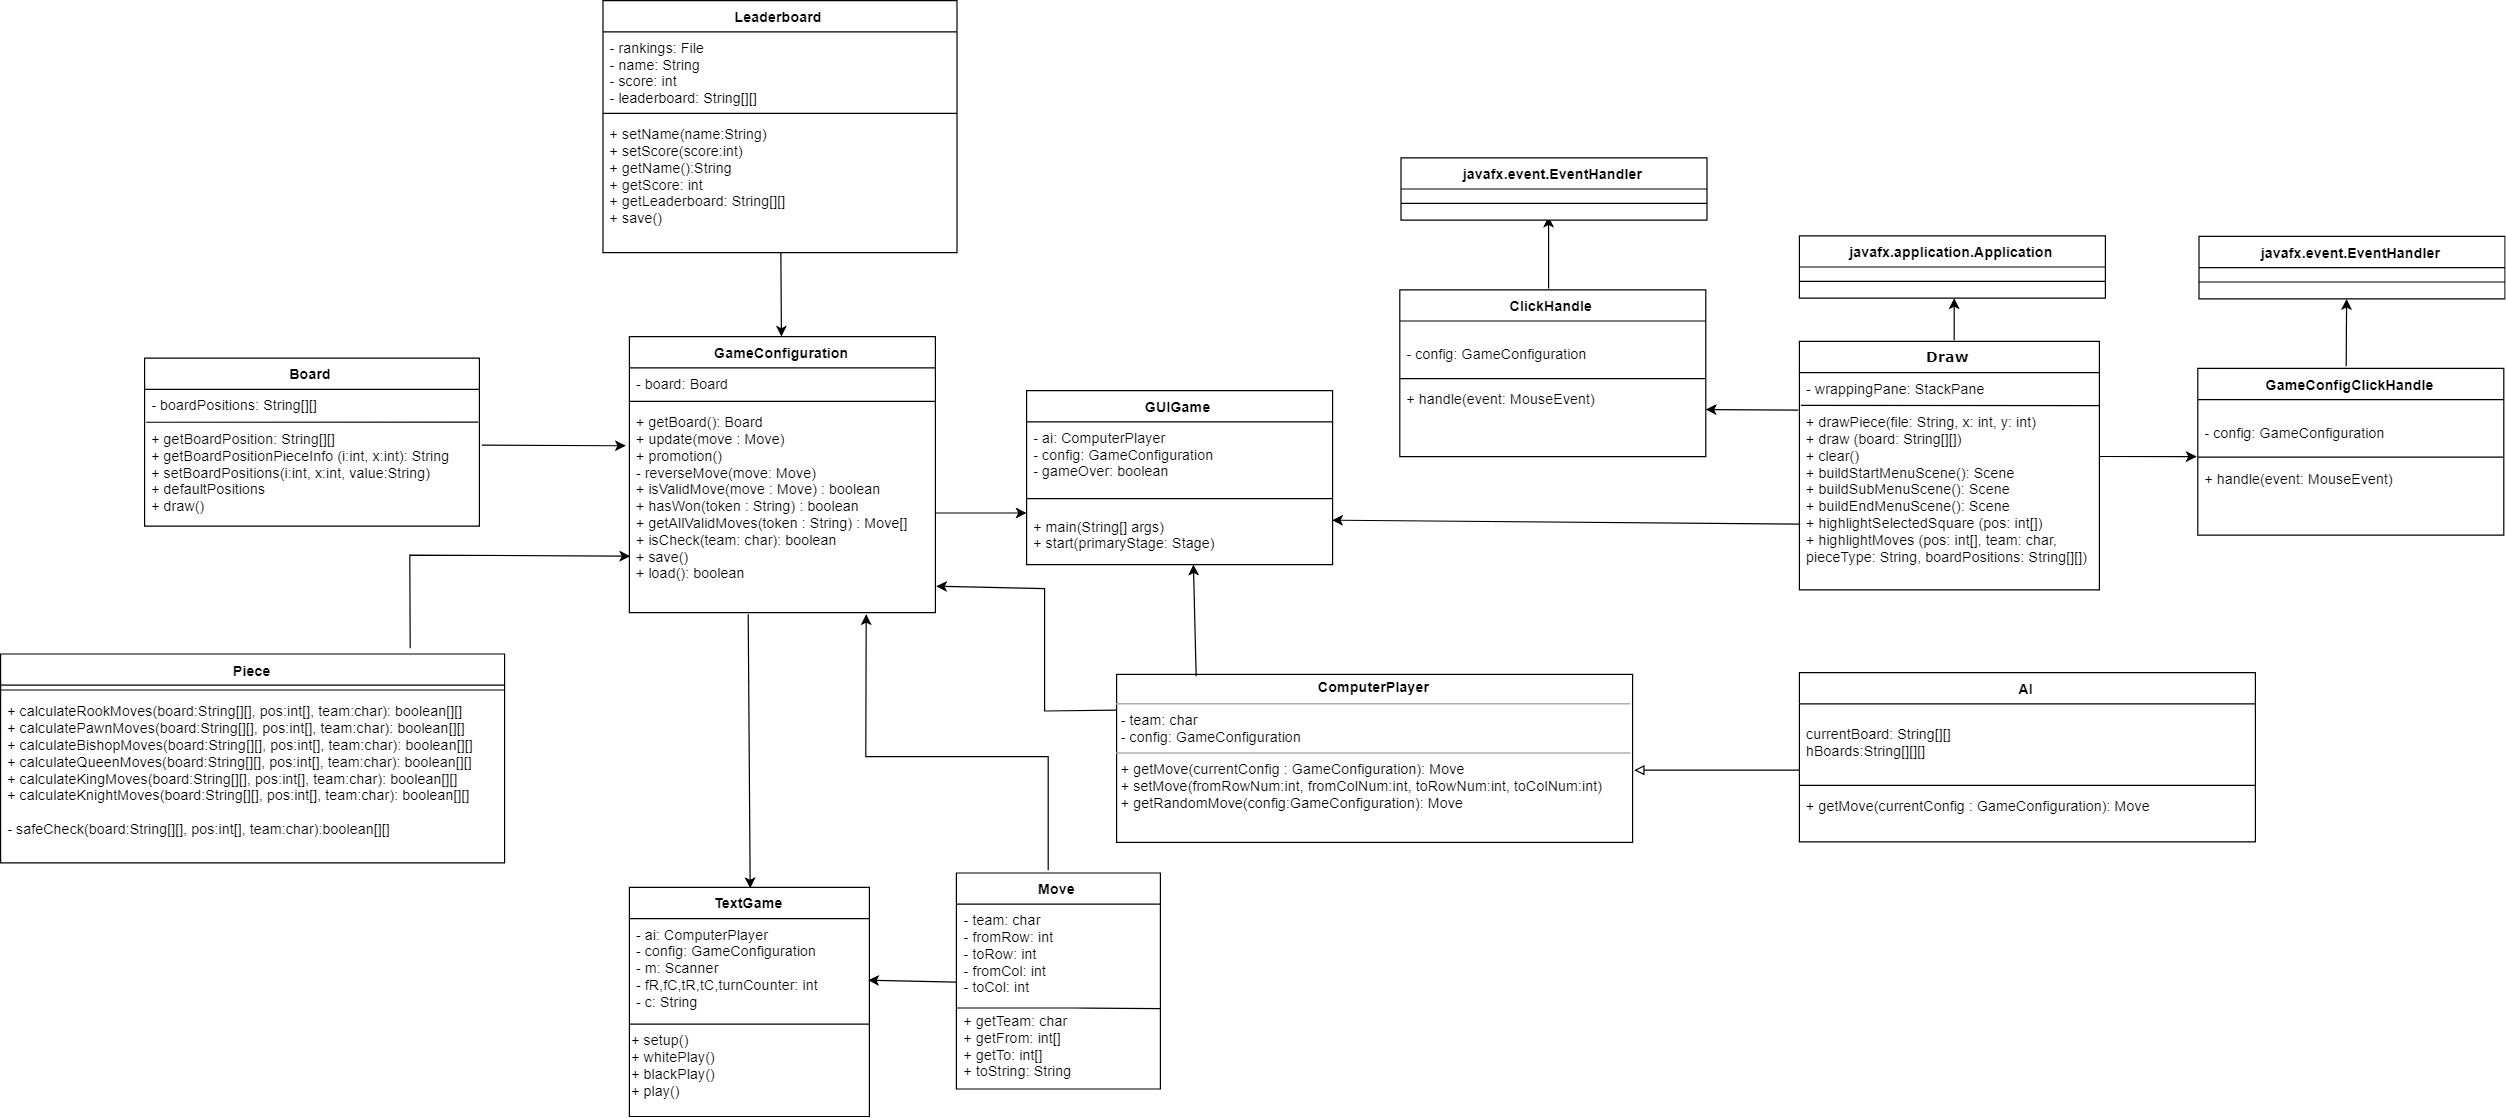 Leaderboard
- rankings: File
- name: String
- score: int
- leaderboard: String[][]
+ setName(name:String)
+ setScore(score:int)
+ getName():String
+ getScore: int
+ getLeaderboard: String[][]
+ save()
javafx.event.EventHandler
javafx.application.Application
javafx.event.EventHandler
ClickHandle
- config: GameConfiguration
+ handle(event: MouseEvent)
Board
- boardPositions: String[][]
+ getBoardPosition: String[][]
+ getBoardPositionPieceInfo (i:int, x:int): String
+ setBoardPositions(i:int, x:int, value:String)
+ defaultPositions
+ draw()
GameConfiguration
- board: Board
+ getBoard(): Board
+ update(move : Move)
+ promotion()
- reverseMove(move: Move)
+ isValidMove(move : Move) : boolean
+ hasWon(token : String) : boolean
+ getAllValidMoves(token : String) : Move[]
+ isCheck(team: char): boolean
+ save()
+ load(): boolean
GUIGame
- ai: ComputerPlayer
- config: GameConfiguration
- gameOver: boolean
+ main(String[] args)
+ start(primaryStage: Stage)
Draw
- wrappingPane: StackPane
+ drawPiece(file: String, x: int, y: int)
+ draw (board: String[][])
+ clear()
+ buildStartMenuScene(): Scene
+ buildSubMenuScene(): Scene
+ buildEndMenuScene(): Scene
+ highlightSelectedSquare (pos: int[])
+ highlightMoves (pos: int[], team: char,
pieceType: String, boardPositions: String[][])
GameConfigClickHandle
- config: GameConfiguration
+ handle(event: MouseEvent)
Piece
+ calculateRookMoves(board:String[][], pos:int[], team:char): boolean[][]
+ calculatePawnMoves(board:String[][], pos:int[], team:char): boolean[][]
+ calculateBishopMoves(board:String[][], pos:int[], team:char): boolean[][]
+ calculateQueenMoves(board:String[][], pos:int[], team:char): boolean[][]
+ calculateKingMoves(board:String[][], pos:int[], team:char): boolean[][]
+ calculateKnightMoves(board:String[][], pos:int[], team:char): boolean[][]
- safeCheck(board:String[][], pos:int[], team:char):boolean[][]
ComputerPlayer
- team: char
- config: GameConfiguration
+ getMove(currentConfig : GameConfiguration): Move
+ setMove(fromRowNum:int, fromColNum:int, toRowNum:int, toColNum:int)
+ getRandomMove(config:GameConfiguration): Move
AI
currentBoard: String[][]
hBoards:String[][][]
+ getMove(currentConfig : GameConfiguration): Move
TextGame
- ai: ComputerPlayer
- config: GameConfiguration
- m: Scanner
- fR,fC,tR,tC,turnCounter: int
- c: String
+ setup()
+ whitePlay()
+ blackPlay()
+ play()
Move
- team: char
- fromRow: int
- toRow: int
- fromCol: int
- toCol: int
+ getTeam: char
+ getFrom: int[]
+ getTo: int[]
+ toString: String